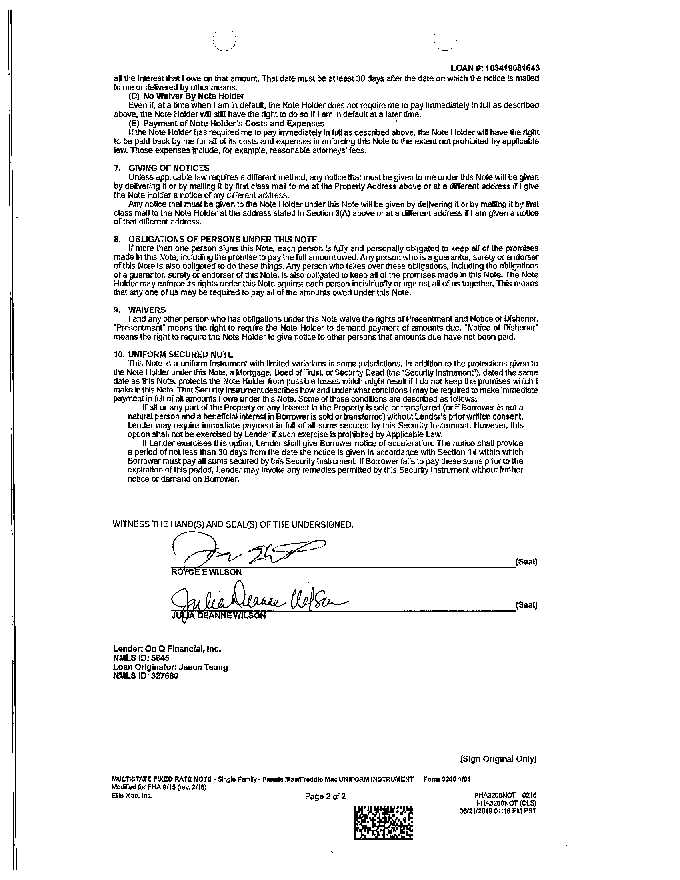 LOAN #: 103419081643
all the interest that I owe on that amount. That date must be at least 30 days after the date on which the notice is mailed
to me or delivered by other means.
(D) No Waiver By Note Holder
Even if, at a time when I am in default, the Note Holder does not require me to pay immediately in full as described
above, the Note Holder will still have the right to do so if I am in default at a later time.
(E) Payment of Note Holder's Costs and Expenses
If the Note Holder has required me to pay immediately in full as described above, the Note Holder will have the right
to be paid back by me for all of its costs and expenses in enforcing this Note to the extent not prohibited by applicable
law. Those expenses include, for example, reasonable attorneys' fees.
7. GIVING OF NOTICES
Unless applicable law requires a different method, any notice that must be given to me under this Note will be given
by delivering it or by mailing it by first class mail to me at the Property Address above or at a different address if I give
the Note Holder a notice of my different address.
Any notice that must be given to the Note Holder under this Note will be given by delivering it or by mailing it by first
class mail to the Note Holder at the address stated in Section 3(A) above or at a different address if I am given a notice
of that different address.
8. OBLIGATIONS OF PERSONS UNDER THIS NOTE
If more than one person signs this Note, each person is fully and personally obligated to keep all of the promises
made in this Note, including the promise to pay the full amount owed. Any person who is a guarantor, surety or endorser
of this Note is also obligated to do these things. Any person who takes over these obligations, including the obligations
of a guarantor, surety or endorser of this Note, is also obligated to keep all of the promises made in this Note. The Note
Holder may enforce its rights under this Note against each person individually or against all of us together. This means
that any one of us may be required to pay all of the amounts owed under this Note.
9. WAIVERS
I and any other person who has obligations under this Note waive the rights of Presentment and Notice of Dishonor.
"Presentment" means the right to require the Note Holder to demand payment of amounts due. "Notice of Dishonor"
means the right to require the Note Holder to give notice to other persons that amounts due have not been paid.
10. UNIFORM SECURED NOTE
This Note is a uniform instrument with limited variations in some jurisdictions. In addition to the protections given to
the Note Holder under this Note, a Mortgage, Deed of Trust, or Security Deed (the "Security Instrument"), dated the same
date as this Note, protects the Note Holder from possible losses which might result if I do not keep the promises which I
make in this Note. That Security Instrument describes how and under what conditions I may be required to make immediate
payment in full of all amounts I owe under this Note. Some of those conditions are described as follows:
If all or any part of the Property or any Interest in the Property is sold or transferred (or if Borrower is not a
natural person and a beneficial interest in Borrower is sold or transferred) without Lender's prior written consent,
Lender may require immediate payment in full of all sums secured by this Security Instrument. However, this
option shall not be exercised by Lender if such exercise is prohibited by Applicable Law.
If Lender exercises this option, Lender shall give Borrower notice of acceleration. The notice shall provide
a period of not less than 30 days from the date the notice is given in accordance with Section 14 within which
Borrower must pay all sums secured by this Security Instrument. If Borrower fails to pay these sums prior to the
expiration of this period, Lender may invoke any remedies permitted by this Security Instrument without further
notice or demand on Borrower.
WITNESS THE HAND(S) AND SEAL(S) OF THE UNDERSIGNED.
(Seal)
ROYCE E WILSON
Julia Deanne Wilson
(Seal)
JULIA DEANNE WILSON
Lender: On Q Financial, Inc.
NMLS ID: 5645
Loan Originator: Jason Tsang
NMLS ID: 327689
(Sign Original Only)
MULTISTATE FIXED RATE NOTE - Single Family - Fannie Mae/Freddie Mac UNIFORM INSTRUMENT Form 3200 1/01
Modified for FHA 9/15 (rev. 2/16)
Ellie Mae, Inc.
Page 2 of 2
FHA3200NOT 0216
FHA3200NOT (CLS)